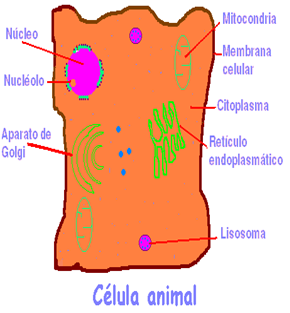 Núcleo
Nucléolo
Aparato de
Golgi
Mitocondria
Membrana
celular
Citoplasma
Retículo
endoplasmático
Lisosoma
Célula animal